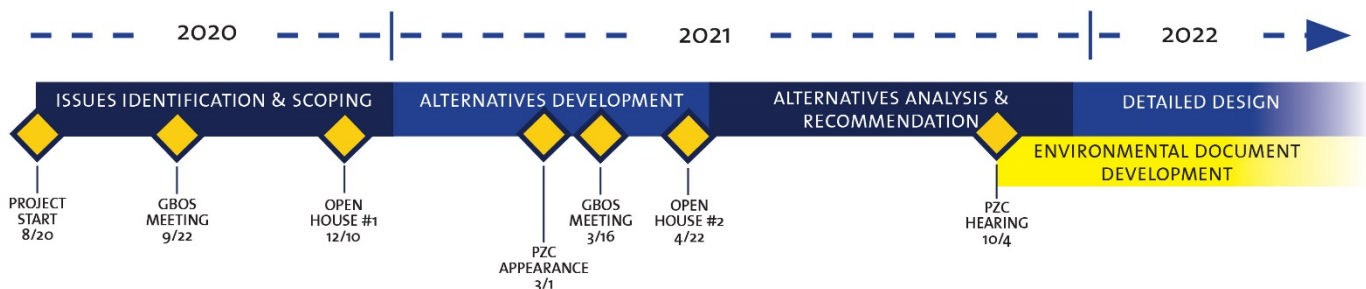 2020
2021
2022
ISSUES IDENTIFICATION & SCOPING
ALTERNATIVES DEVELOPMENT
ALTERNATIVES ANALYSIS &
RECOMMENDATION
DETAILED DESIGN
ENVIRONMENTAL DOCUMENT
DEVELOPMENT
PROJECT
START
8/20
GBOS
MEETING
9/22
OPEN
HOUSE #1
12/10
PZC
APPEARANCE
3/1
GBOS
MEETING
3/16
OPEN
HOUSE #2
4/22
PZC
HEARING
10/4